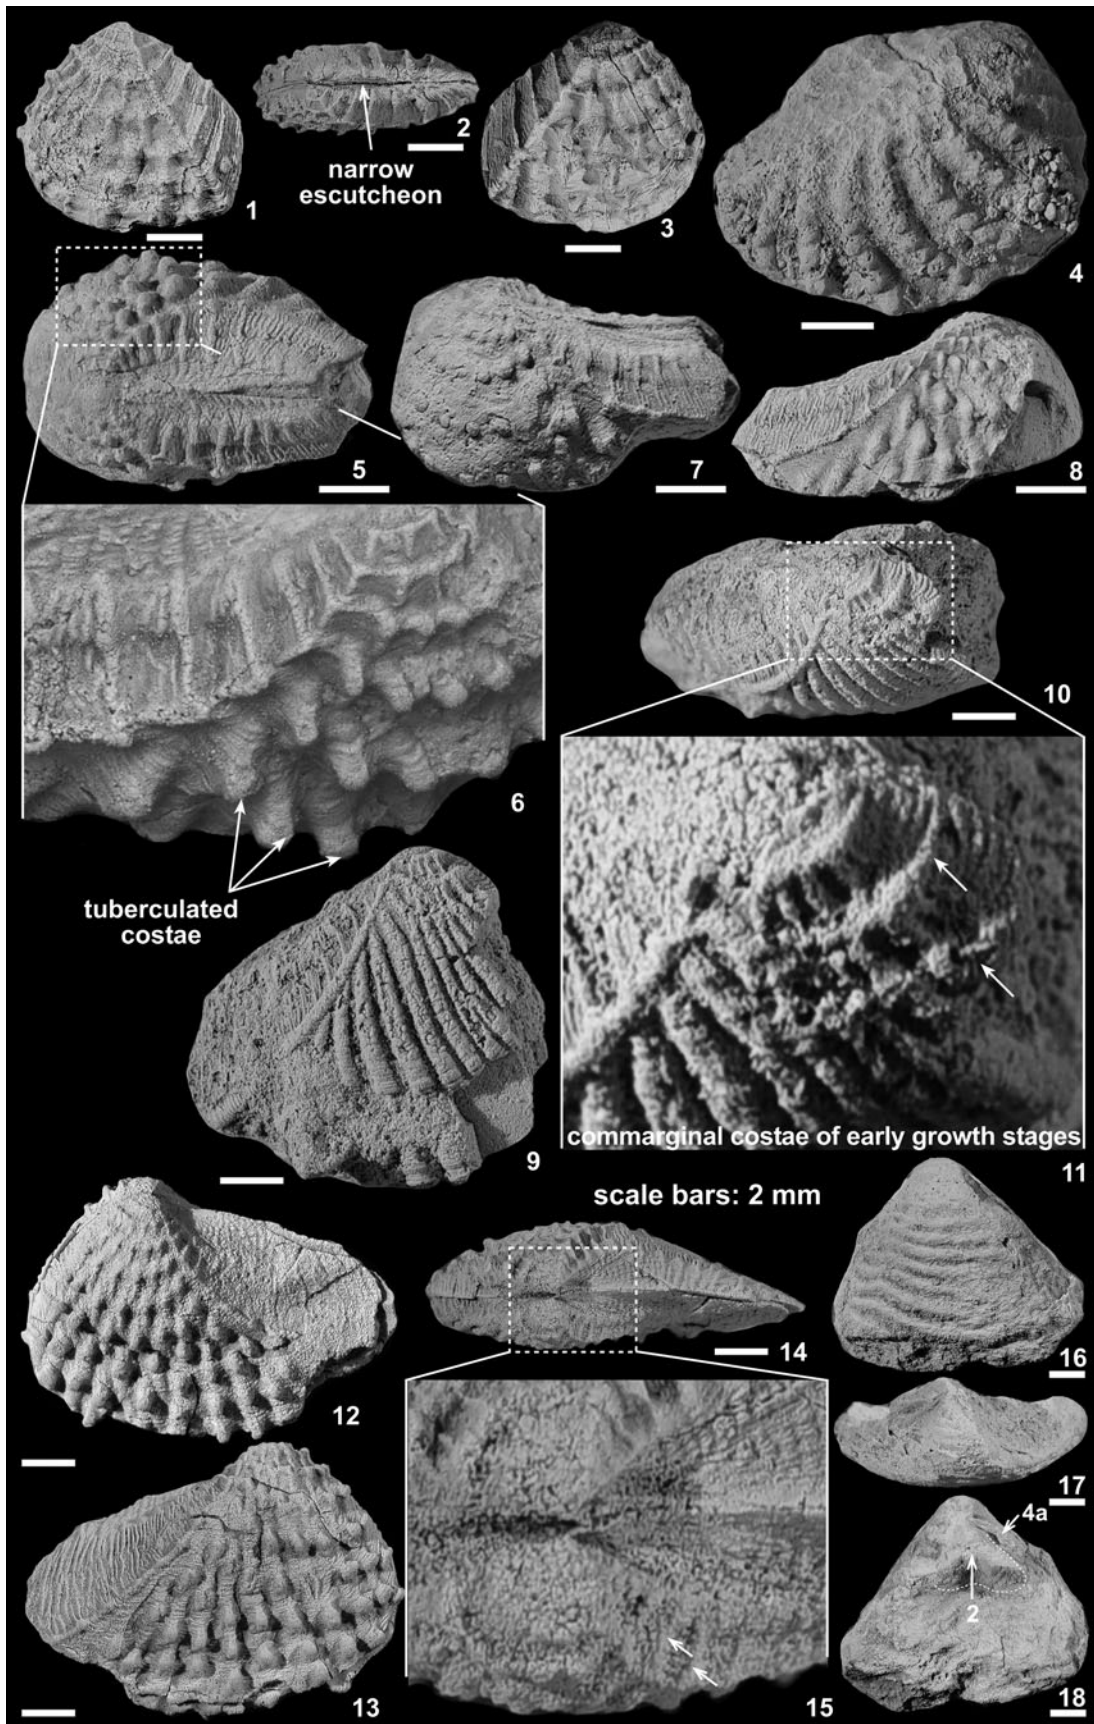 1
2
narrow
escutcheon
3
4
5
7
8
6
tuberculated
costae
10
commarginal costae of early growth stages
9
11
scale bars: 2 mm
12
14
16
13
15
17
4a
2
18